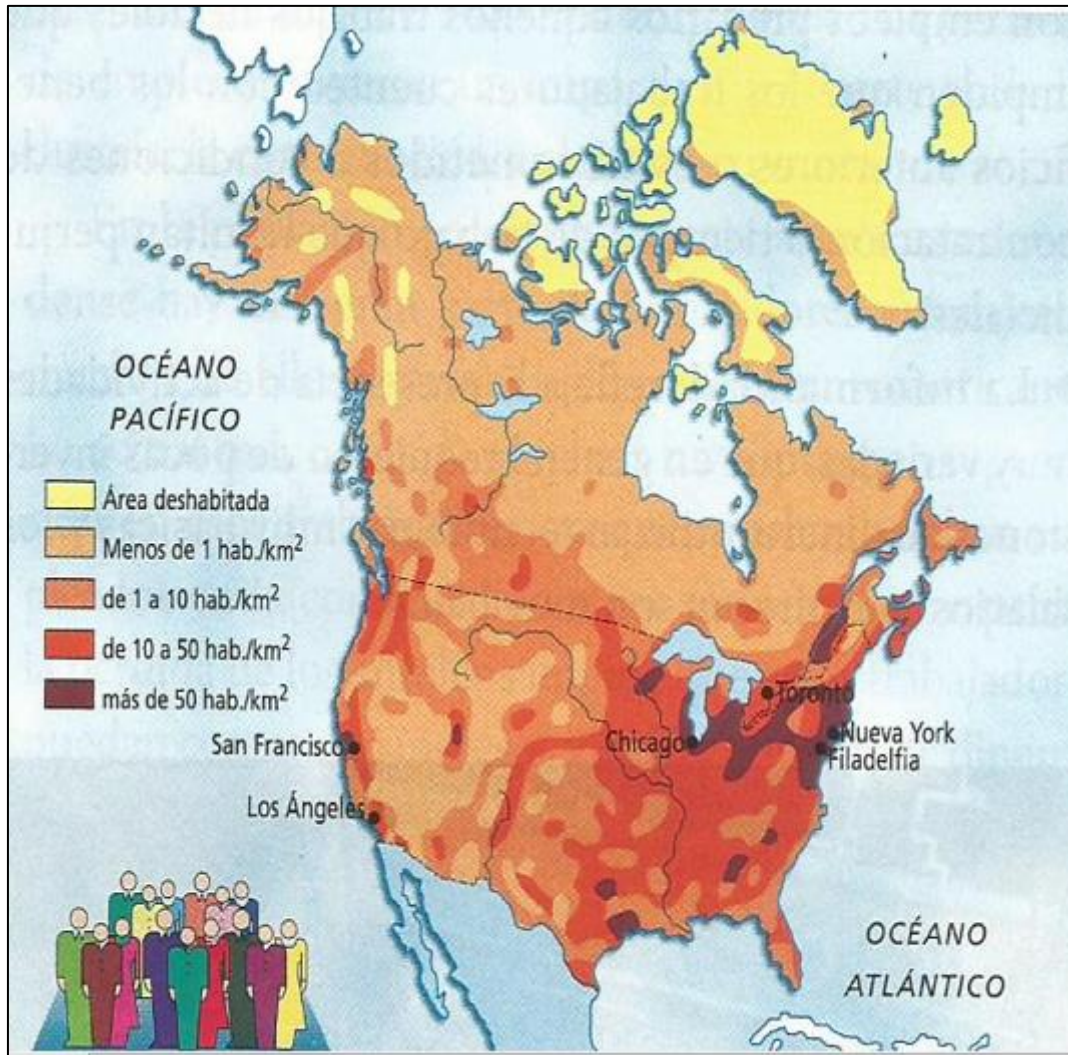 OCÉANO
PACÍFICO
Área deshabitada
Menos de 1 hab./km²
de 1 a 10 hab./km²
de 10 a 50 hab./km²
más de 50 hab./km²
San Francisco
Los Ángeles
Chicago
Toronto
Nueva York
Filadelfia
OCÉANO
ATLÁNTICO